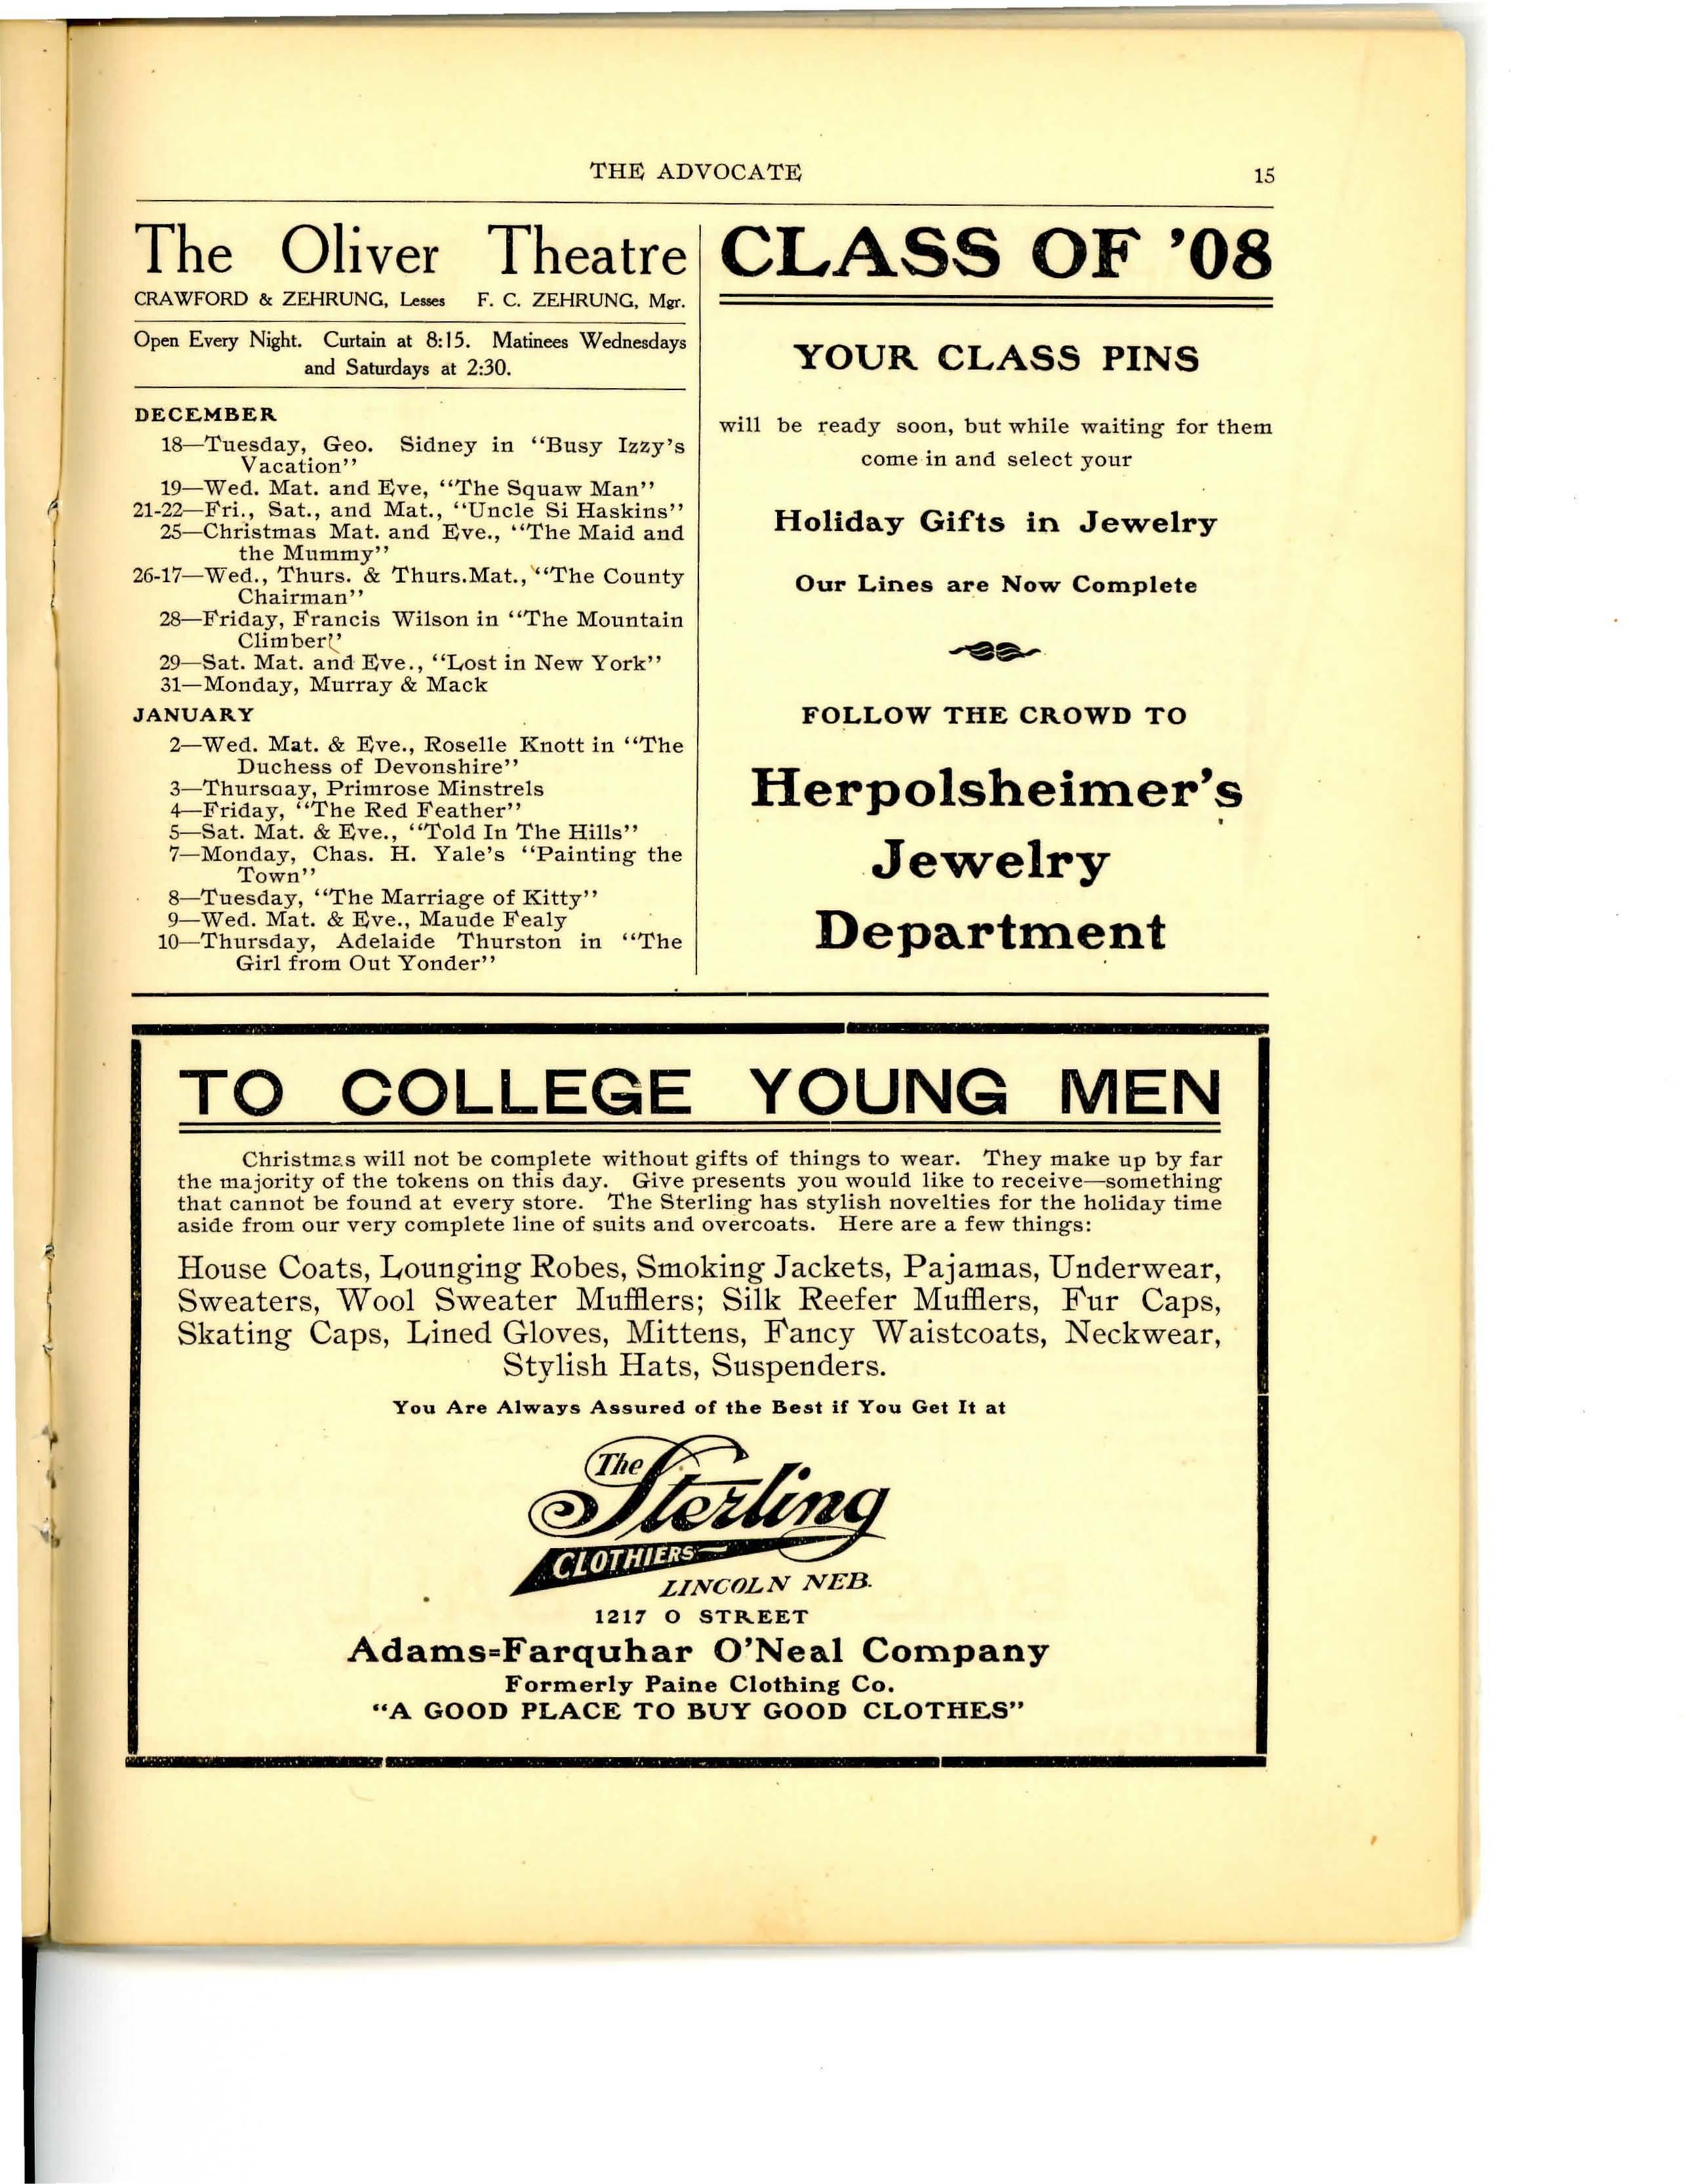 THE ADVOCATE
15
The Oliver Theatre
CRAWFORD & ZEHRUNG, Lesses F. C. ZEHRUNG, Mgr.
Open Every Night. Curtain at 8:15. Matinees Wednesdays
and Saturdays at 2:30.
DECEMBER
18—Tuesday, Geo. Sidney in "Busy Izzy's
Vacation"
19—Wed. Mat. and Eve, "The Squaw Man"
21-22—Fri., Sat., and Mat., "Uncle Si Haskins"
25—Christmas Mat. and Eve., "The Maid and
the Mummy"
26-17—Wed., Thurs. & Thurs.Mat., "The County
Chairman"
28—Friday, Francis Wilson in "The Mountain
Climber"
29—Sat. Mat. and Eve., "Lost in New York"
31—Monday, Murray & Mack
JANUARY
2—Wed. Mat. & Eve., Roselle Knott in "The
Duchess of Devonshire"
3—Thursday, Primrose Minstrels
4—Friday, "The Red Feather"
5—Sat. Mat. & Eve., "Told In The Hills"
7—Monday, Chas. H. Yale's "Painting the
Town"
8—Tuesday, "The Marriage of Kitty"
9—Wed. Mat. & Eve., Maude Fealy
10—Thursday, Adelaide Thurston in "The
Girl from Out Yonder"
CLASS OF '08
YOUR CLASS PINS
will be ready soon, but while waiting for them
come in and select your
Holiday Gifts in Jewelry
Our Lines are Now Complete
FOLLOW THE CROWD TO
Herpolsheimer's
Jewelry
Department
TO COLLEGE YOUNG MEN
Christmas will not be complete without gifts of things to wear. They make up by far
the majority of the tokens on this day. Give presents you would like to receive—something
that cannot be found at every store. The Sterling has stylish novelties for the holiday time
aside from our very complete line of suits and overcoats. Here are a few things:
House Coats, Lounging Robes, Smoking Jackets, Pajamas, Underwear,
Sweaters, Wool Sweater Mufflers; Silk Reefer Mufflers, Fur Caps,
Skating Caps, Lined Gloves, Mittens, Fancy Waistcoats, Neckwear,
Stylish Hats, Suspenders.
You Are Always Assured of the Best if You Get It at
The
Sterling
CLOTHIERS
LINCOLN NEB.
1217 O STREET
Adams=Farquhar O'Neal Company
Formerly Paine Clothing Co.
"A GOOD PLACE TO BUY GOOD CLOTHES"